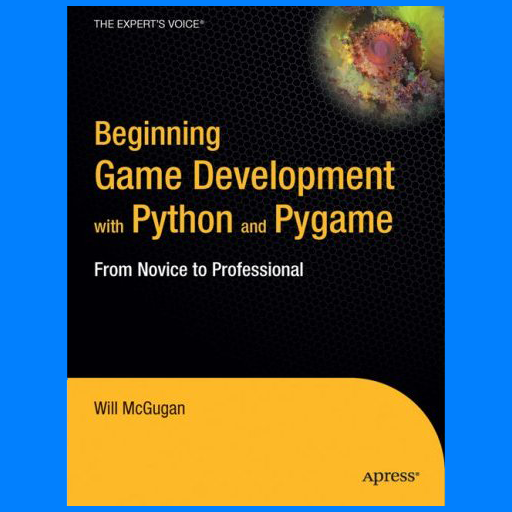 THE EXPERT'S VOICE®
Beginning
Game Development
with Python and Pygame
From Novice to Professional
Will McGugan
Apress®